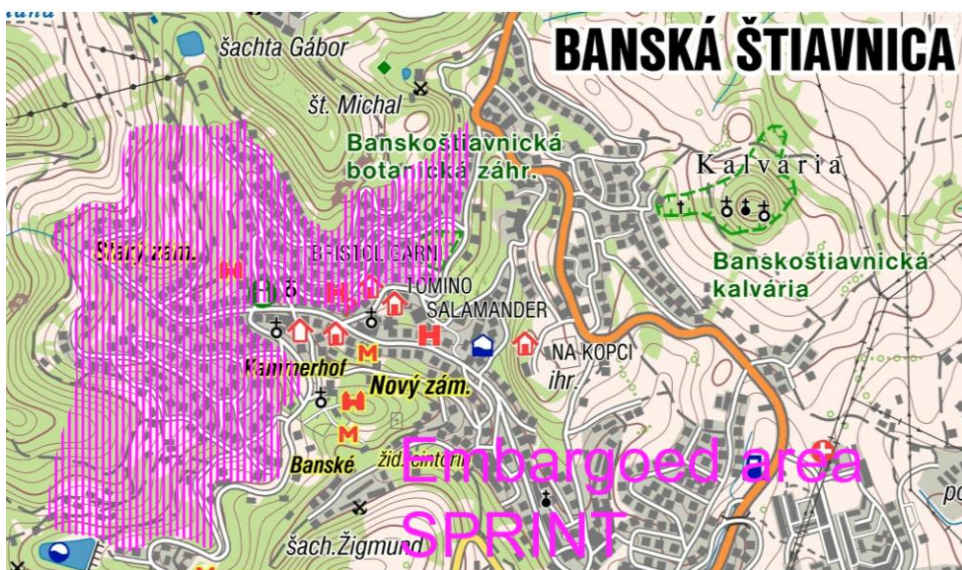 BANSKÁ ŠTIAVNICA
šachta Gábor
št. Michal
Banskoštiavnická
botanická záhr.
Kalvária
Banskoštiavnická
kalvária
Starý zám.
BRISTOL GARNI
TOMINO
SALAMANDER
NA KOPCI
ihr.
Kammerhof
Nový zám.
Banské
žid. cintorín
šach.Žigmund
Embargoed area
SPRINT